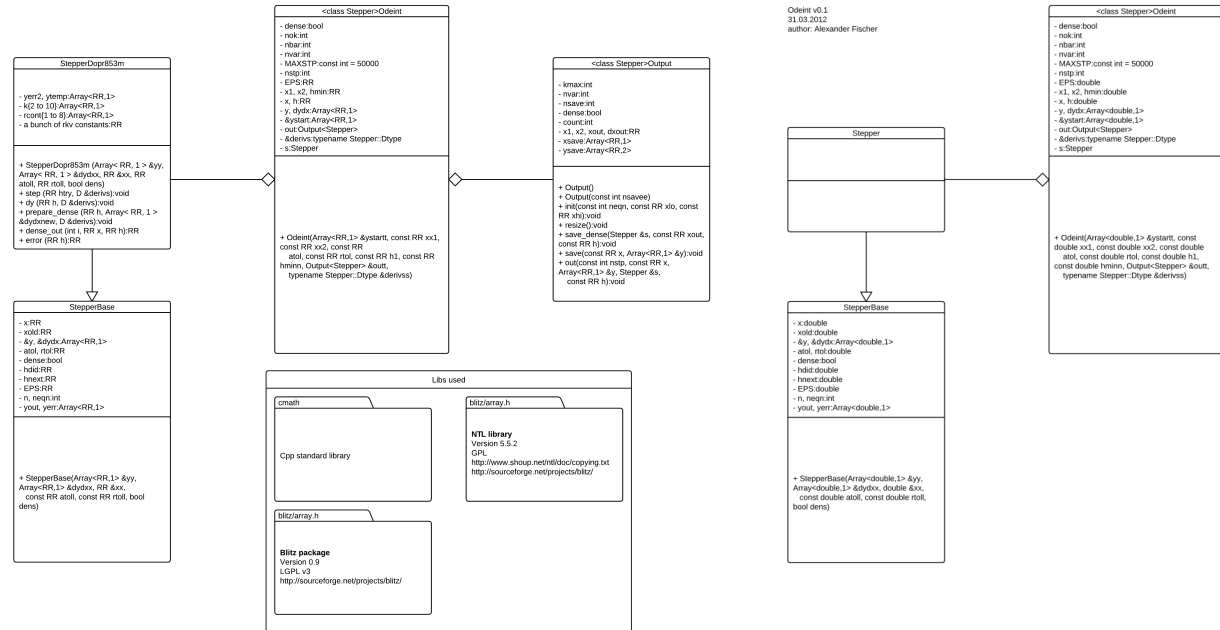 StepperDopr853m
- yerr2, ytemp:Array<RR,1>
- k{2 to 10}:Array<RR,1>
- rcont{1 to 8}:Array<RR,1>
- a bunch of rkv constants:RR
+ StepperDopr853m (Array< RR, 1 > &yy,
Array< RR, 1 > &dydxx, RR &xx, RR
atoll, RR rtoll, bool dens)
+ step (RR htry, D &derivs):void
+ dy (RR h, D &derivs):void
+ prepare_dense (RR h, Array< RR, 1 >
&dydxnew, D &derivs):void
+ dense_out (int i, RR x, RR h):RR
+ error (RR h):RR
StepperBase
- x:RR
- xold:RR
- &y, &dydx:Array<RR,1>
- atol, rtol:RR
- dense:bool
- hdid:RR
- hnext:RR
- EPS:RR
- n, neqn:int
- yout, yerr:Array<RR,1>
+ StepperBase(Array<RR,1> &yy,
Array<RR,1> &dydxx, RR &xx,
const RR atoll, const RR rtoll, bool
dens)
<class Stepper>Odeint
- dense:bool
- nok:int
- nbar:int
- nvar:int
- MAXSTP:const int = 50000
- nstp:int
- EPS:RR
- x1, x2, hmin:RR
- x, h:RR
- y, dydx:Array<RR,1>
- &ystart:Array<RR,1>
- out:Output<Stepper>
- &derivs:typename Stepper::Dtype
- s:Stepper
+ Odeint(Array<RR,1> &ystartt, const RR xx1,
const RR xx2, const RR
atol, const RR rtol, const RR h1, const RR
hminn, Output<Stepper> &outt,
typename Stepper::Dtype &derivss)
<class Stepper>Output
- kmax:int
- nvar:int
- nsave:int
- dense:bool
- count:int
- x1, x2, xout, dxout:RR
- xsave:Array<RR,1>
- ysave:Array<RR,2>
+ Output()
+ Output(const int nsavee)
+ init(const int neqn, const RR xlo, const
RR xhi):void
+ resize():void
+ save_dense(Stepper &s, const RR xout,
const RR h):void
+ save(const RR x, Array<RR,1> &y):void
+ out(const int nstp, const RR x,
Array<RR,1> &y, Stepper &s,
const RR h):void
Libs used
cmath
Cpp standard library
blitz/array.h
NTL library
Version 5.5.2
GPL
http://www.shoup.net/ntl/doc/copying.txt
http://sourceforge.net/projects/blitz/
blitz/array.h
Blitz package
Version 0.9
LGPL v3
http://sourceforge.net/projects/blitz/
Odeint v0.1
31.03.2012
author: Alexander Fischer
Stepper
StepperBase
- x:double
- xold:double
- &y, &dydx:Array<double,1>
- atol, rtol:double
- dense:bool
- hdid:double
- hnext:double
- EPS:double
- n, neqn:int
- yout, yerr:Array<double,1>
+ StepperBase(Array<double,1> &yy,
Array<double,1> &dydxx, double &xx,
const double atoll, const double rtoll,
bool dens)
<class Stepper>Odeint
- dense:bool
- nok:int
- nbar:int
- nvar:int
- MAXSTP:const int = 50000
- nstp:int
- EPS:double
- x1, x2, hmin:double
- x, h:double
- y, dydx:Array<double,1>
- &ystart:Array<double,1>
- out:Output<Stepper>
- &derivs:typename Stepper::Dtype
- s:Stepper
+ Odeint(Array<double,1> &ystartt, const
double xx1, const double xx2, const double
atol, const double rtol, const double h1,
const double hminn, Output<Stepper> &outt,
typename Stepper::Dtype &derivss)